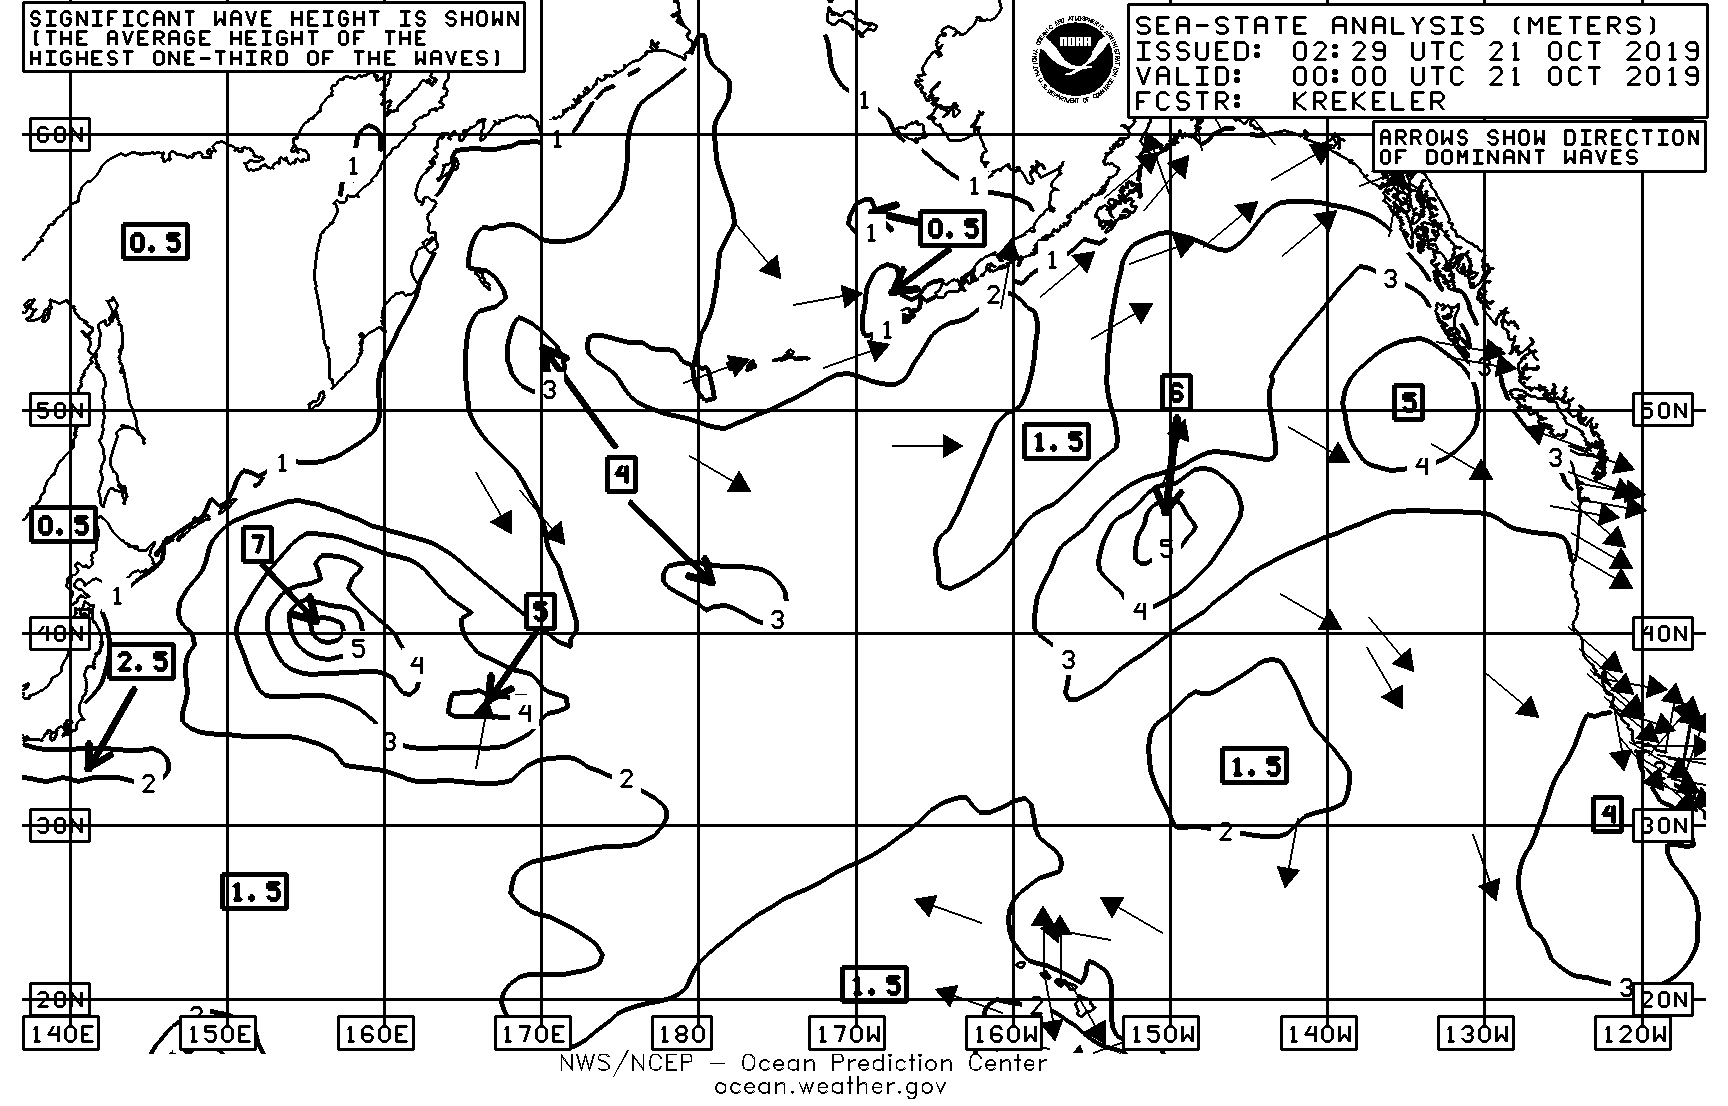 SIGNIFICANT WAVE HEIGHT IS SHOWN
(THE AVERAGE HEIGHT OF THE
HIGHEST ONE-THIRD OF THE WAVES)
NOAA
SEA-STATE ANALYSIS (METERS)
ISSUED: 02:29 UTC 21 OCT 2019
VALID: 00:00 UTC 21 OCT 2019
FCSTR: KREKELER
ARROWS SHOW DIRECTION
OF DOMINANT WAVES
1
60N
1
1
1
0.5
0.5
1
1
2
3
1
3
3
6
5
50N
50N
1.5
1
4
4
3
0.5
7
5
1
4
5
3
40N
40N
5
2.5
4
3
4
3
2
2
1.5
4
30N
2
30N
1.5
1.5
3
20N
20N
2
2
140E
150E
160E
170E
180
170W
160W
150W
140W
130W
120W
NWS/NCEP – Ocean Prediction Center
ocean.weather.gov